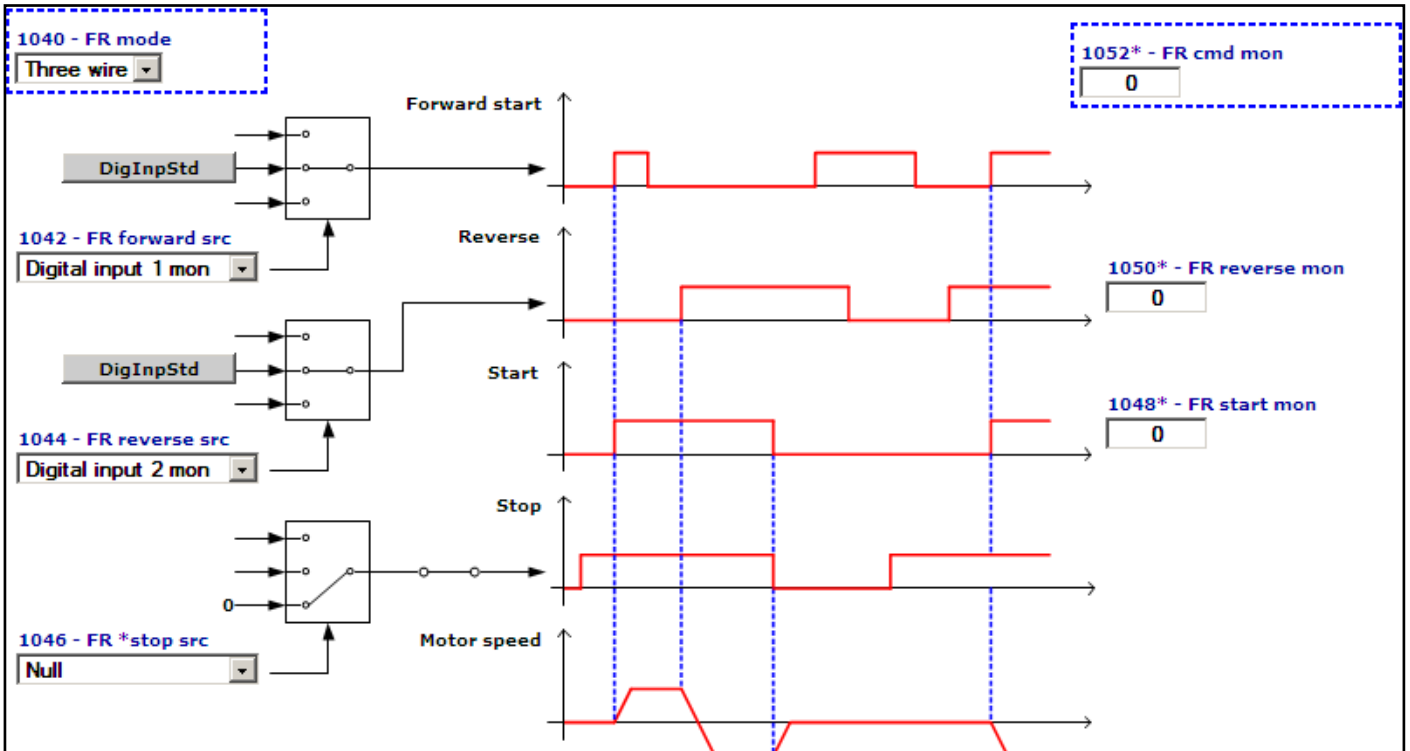 1040 - FR mode
Three wire
1052* - FR cmd mon
0
Forward start
DigInpStd
1042 - FR forward src
Digital input 1 mon
Reverse
1050* - FR reverse mon
0
DigInpStd
Start
1048* - FR start mon
0
1044 - FR reverse src
Digital input 2 mon
Stop
0
1046 - FR *stop src
Null
Motor speed